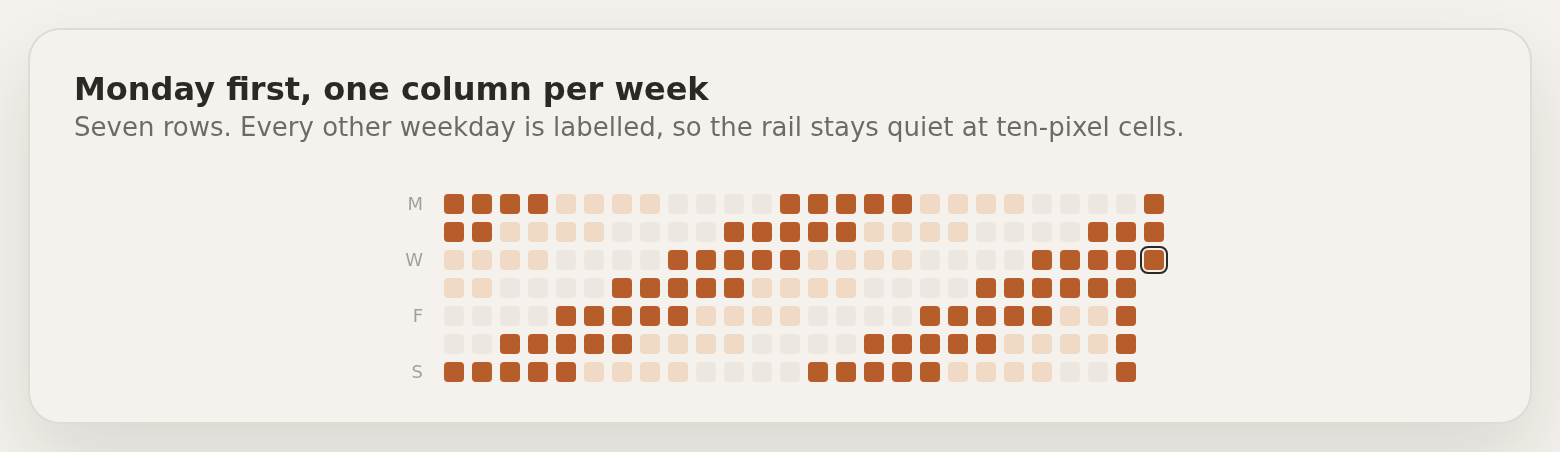 Monday first, one column per week
Seven rows. Every other weekday is labelled, so the rail stays quiet at ten-pixel cells.
M
W
F
S